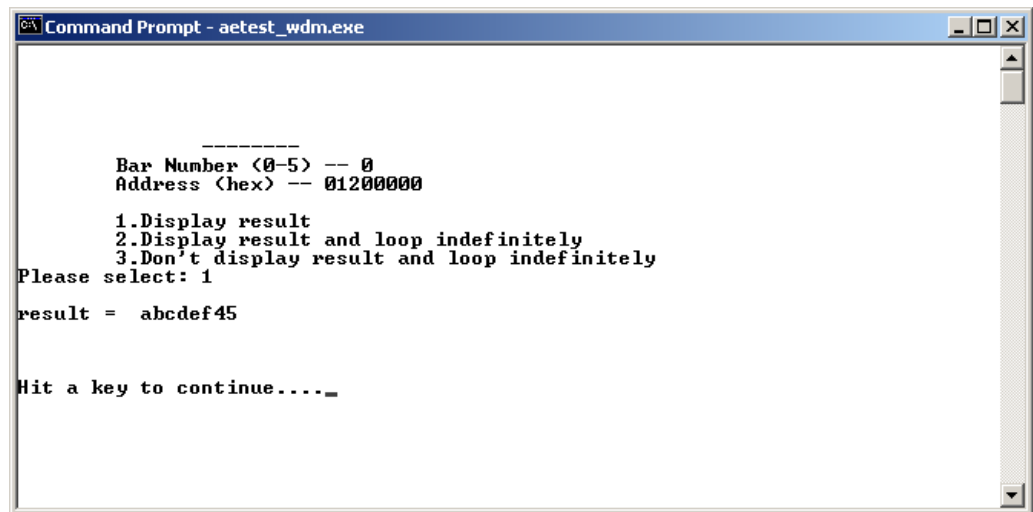 Command Prompt - aetest_wdm.exe
--------
Bar Number (0-5) -- 0
Address (hex) -- 01200000
1.Display result
2.Display result and loop indefinitely
3.Don't display result and loop indefinitely
Please select: 1
result =  abcdef45
Hit a key to continue...._